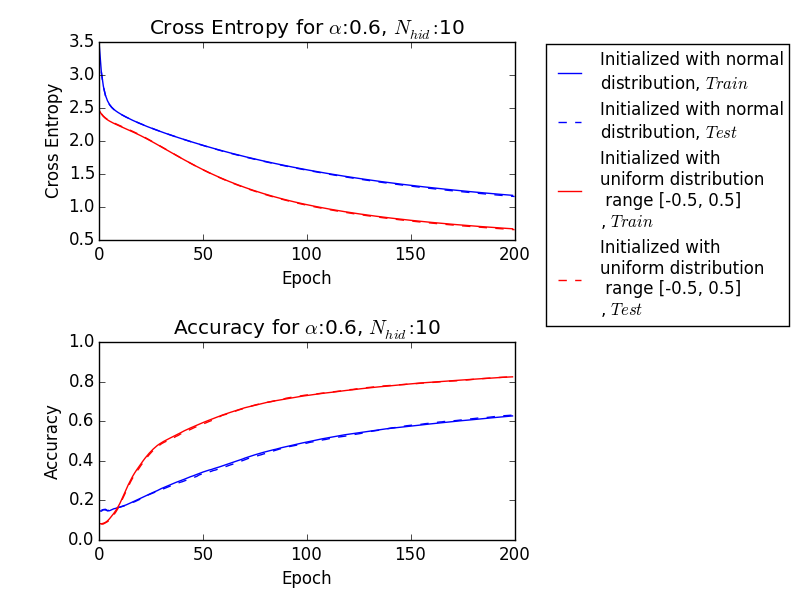 Cross Entropy for α:0.6, N_hid:10
3.5
3.0
2.5
2.0
1.5
1.0
0.5
Cross Entropy
0 50 100 150 200
Epoch
Initialized with normal
distribution, Train
Initialized with normal
distribution, Test
Initialized with
uniform distribution
range [-0.5, 0.5]
, Train
Initialized with
uniform distribution
range [-0.5, 0.5]
, Test
Accuracy for α:0.6, N_hid:10
1.0
0.8
0.6
0.4
0.2
0.0
Accuracy
0 50 100 150 200
Epoch